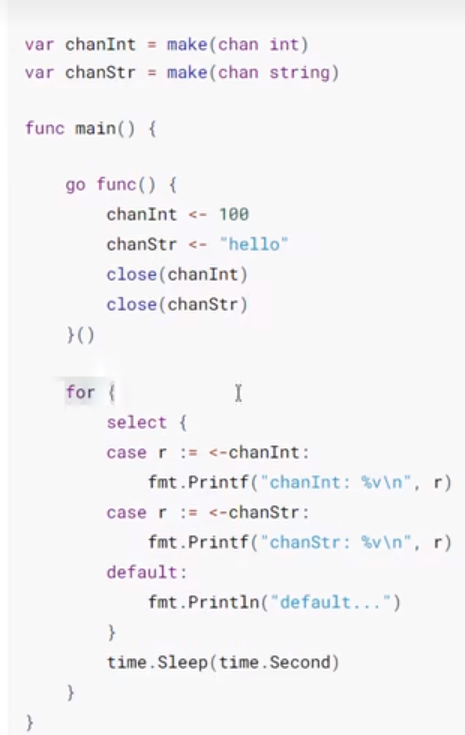 var chanInt = make(chan int)
var chanStr = make(chan string)
func main() {
go func() {
chanInt <- 100
chanStr <- "hello"
close(chanInt)
close(chanStr)
}()
for {
select {
case r := <-chanInt:
fmt.Printf("chanInt: %v\n", r)
case r := <-chanStr:
fmt.Printf("chanStr: %v\n", r)
default:
fmt.Println("default...")
}
time.Sleep(time.Second)
}
}